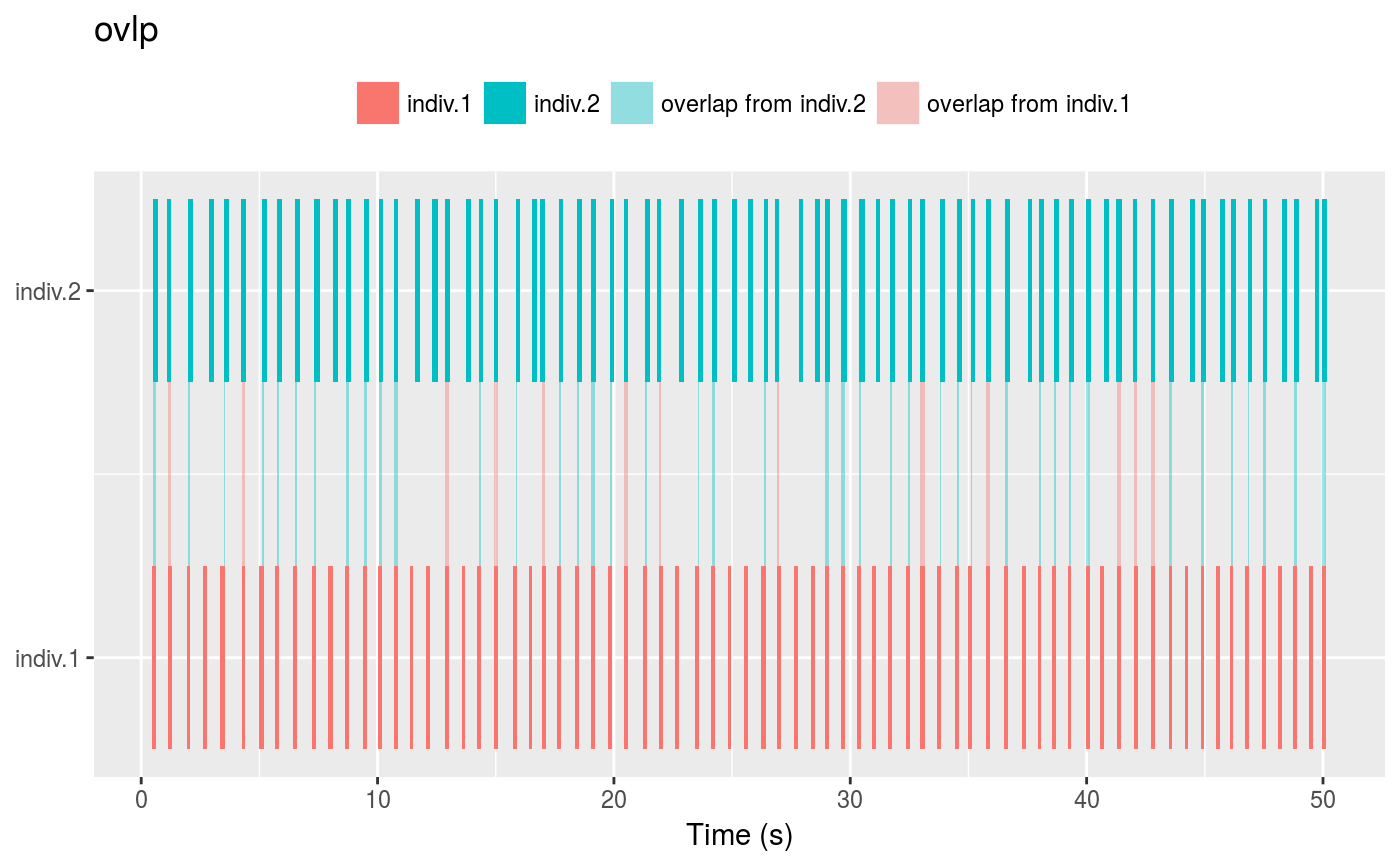 ovlp
indiv.1 indiv.2 overlap from indiv.2 overlap from indiv.1
indiv.2
indiv.1
0 10 20 30 40 50
Time (s)